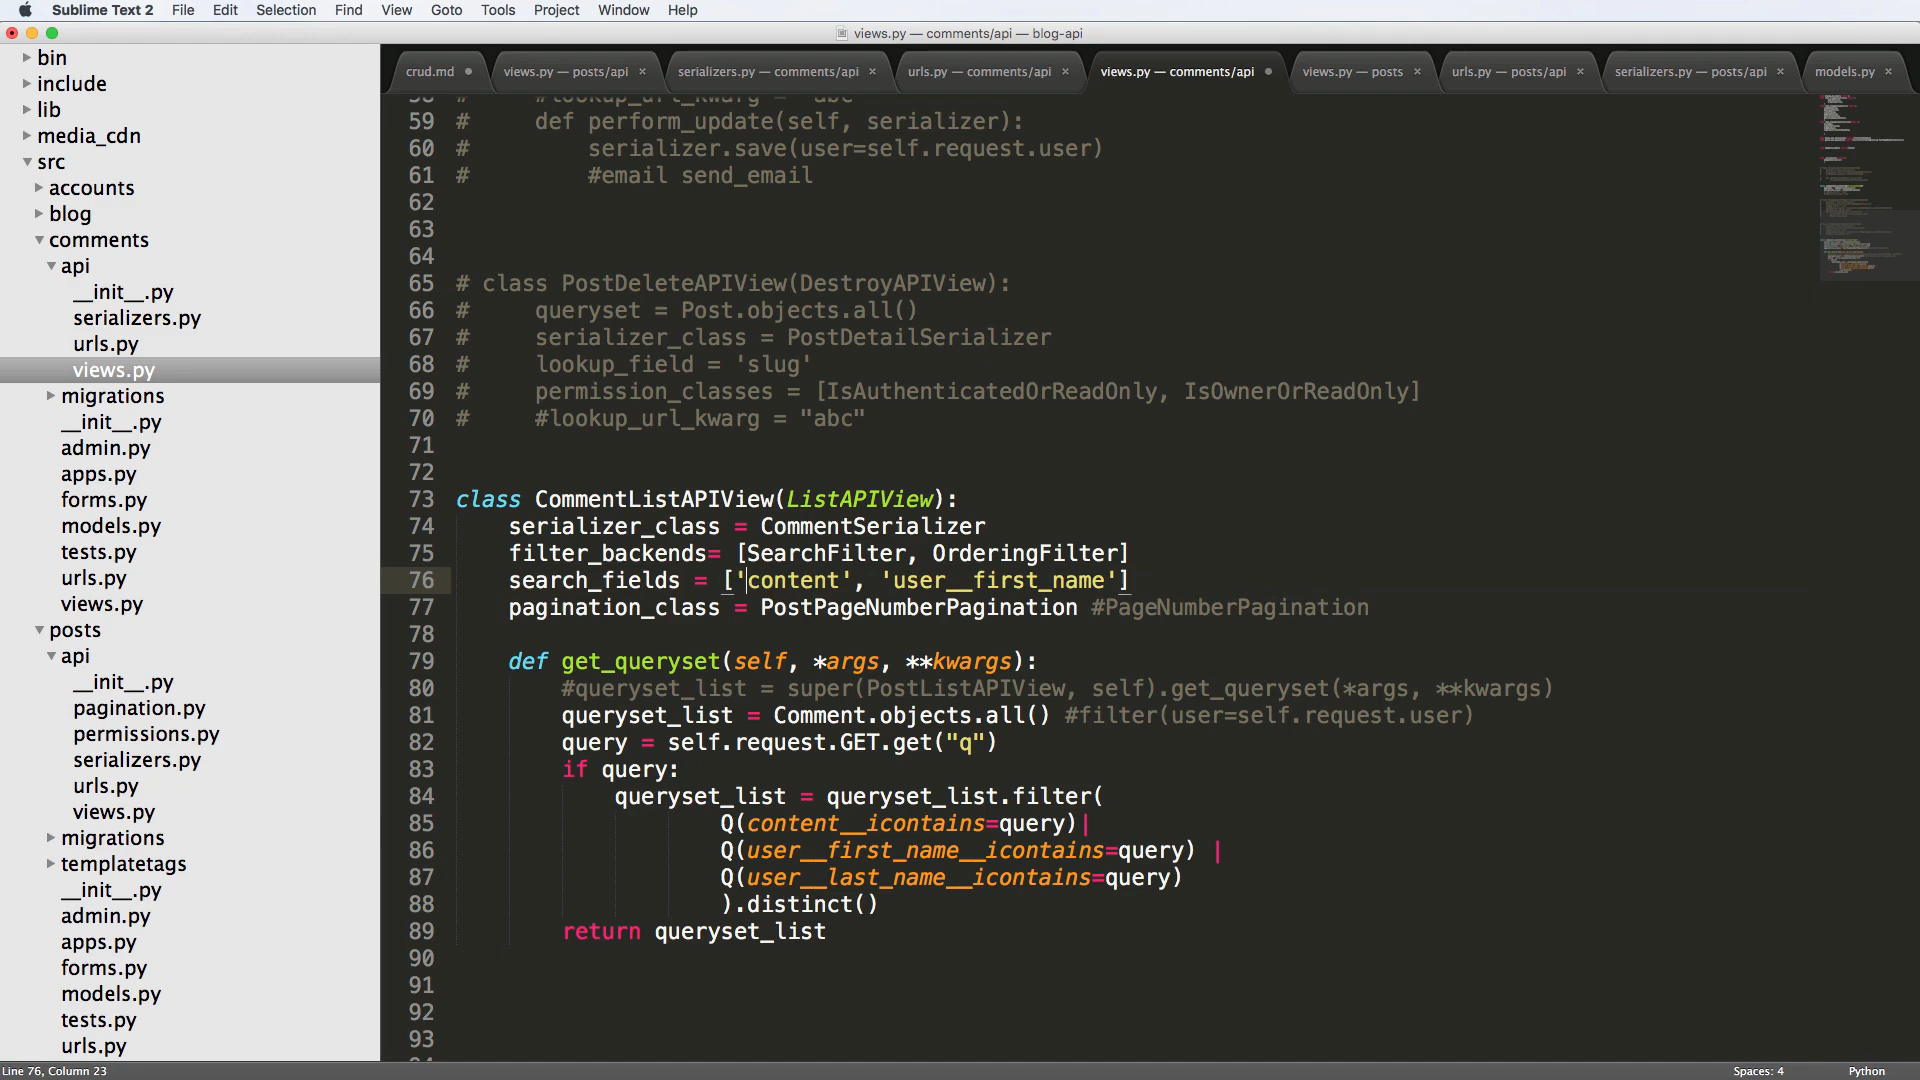 Sublime Text 2 File Edit Selection Find View Goto Tools Project Window Help
views.py — comments/api — blog-api
crud.md views.py — posts/api serializers.py — comments/api urls.py — comments/api views.py — comments/api views.py — posts urls.py — posts/api serializers.py — posts/api models.py
bin
include
lib
media_cdn
src
accounts
blog
comments
api
__init__.py
serializers.py
urls.py
views.py
migrations
__init__.py
admin.py
apps.py
forms.py
models.py
tests.py
urls.py
views.py
posts
api
__init__.py
pagination.py
permissions.py
serializers.py
urls.py
views.py
migrations
templatetags
__init__.py
admin.py
apps.py
forms.py
models.py
tests.py
urls.py
58 # #lookup_url_kwarg = "abc"
59 # def perform_update(self, serializer):
60 # serializer.save(user=self.request.user)
61 # #email send_email
62
63
64
65 # class PostDeleteAPIView(DestroyAPIView):
66 # queryset = Post.objects.all()
67 # serializer_class = PostDetailSerializer
68 # lookup_field = 'slug'
69 # permission_classes = [IsAuthenticatedOrReadOnly, IsOwnerOrReadOnly]
70 # #lookup_url_kwarg = "abc"
71
72
73 class CommentListAPIView(ListAPIView):
74 serializer_class = CommentSerializer
75 filter_backends= [SearchFilter, OrderingFilter]
76 search_fields = ['content', 'user__first_name']
77 pagination_class = PostPageNumberPagination #PageNumberPagination
78
79 def get_queryset(self, *args, **kwargs):
80 #queryset_list = super(PostListAPIView, self).get_queryset(*args, **kwargs)
81 queryset_list = Comment.objects.all() #filter(user=self.request.user)
82 query = self.request.GET.get("q")
83 if query:
84 queryset_list = queryset_list.filter(
85 Q(content__icontains=query)|
86 Q(user__first_name__icontains=query) |
87 Q(user__last_name__icontains=query)
88 ).distinct()
89 return queryset_list
90
91
92
93
Line 76, Column 23 Spaces: 4 Python